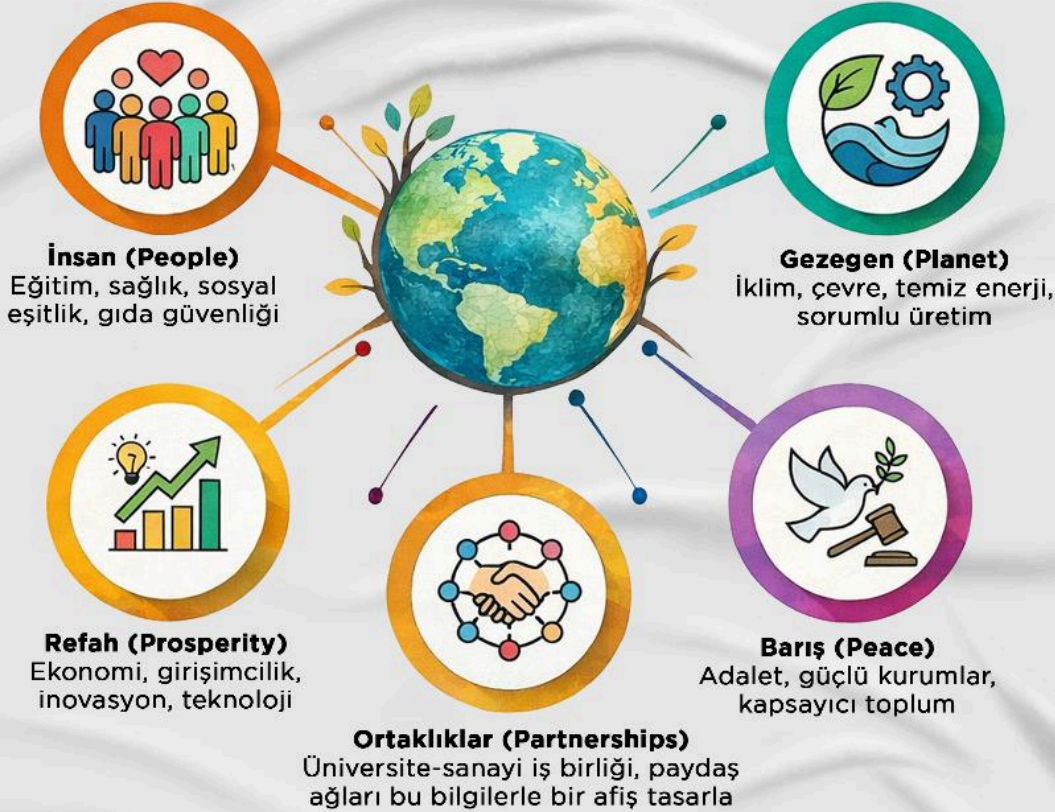 İnsan (People)
Eğitim, sağlık, sosyal
eşitlik, gıda güvenliği
Gezegen (Planet)
İklim, çevre, temiz enerji,
sorumlu üretim
Refah (Prosperity)
Ekonomi, girişimcilik,
inovasyon, teknoloji
Barış (Peace)
Adalet, güçlü kurumlar,
kapsayıcı toplum
Ortaklıklar (Partnerships)
Üniversite-sanayi iş birliği, paydaş
ağları bu bilgilerle bir afiş tasarla